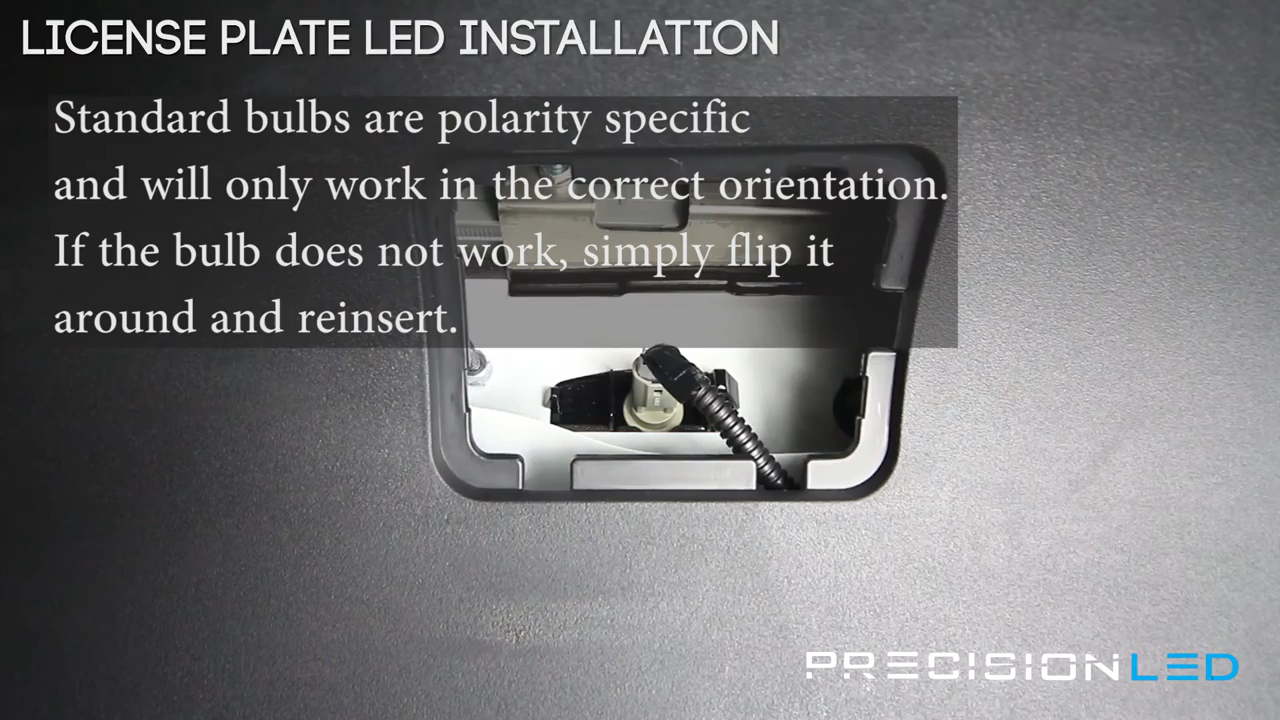 LICENSE PLATE LED INSTALLATION
Standard bulbs are polarity specific
and will only work in the correct orientation.
If the bulb does not work, simply flip it
around and reinsert.
PRECISIONLED